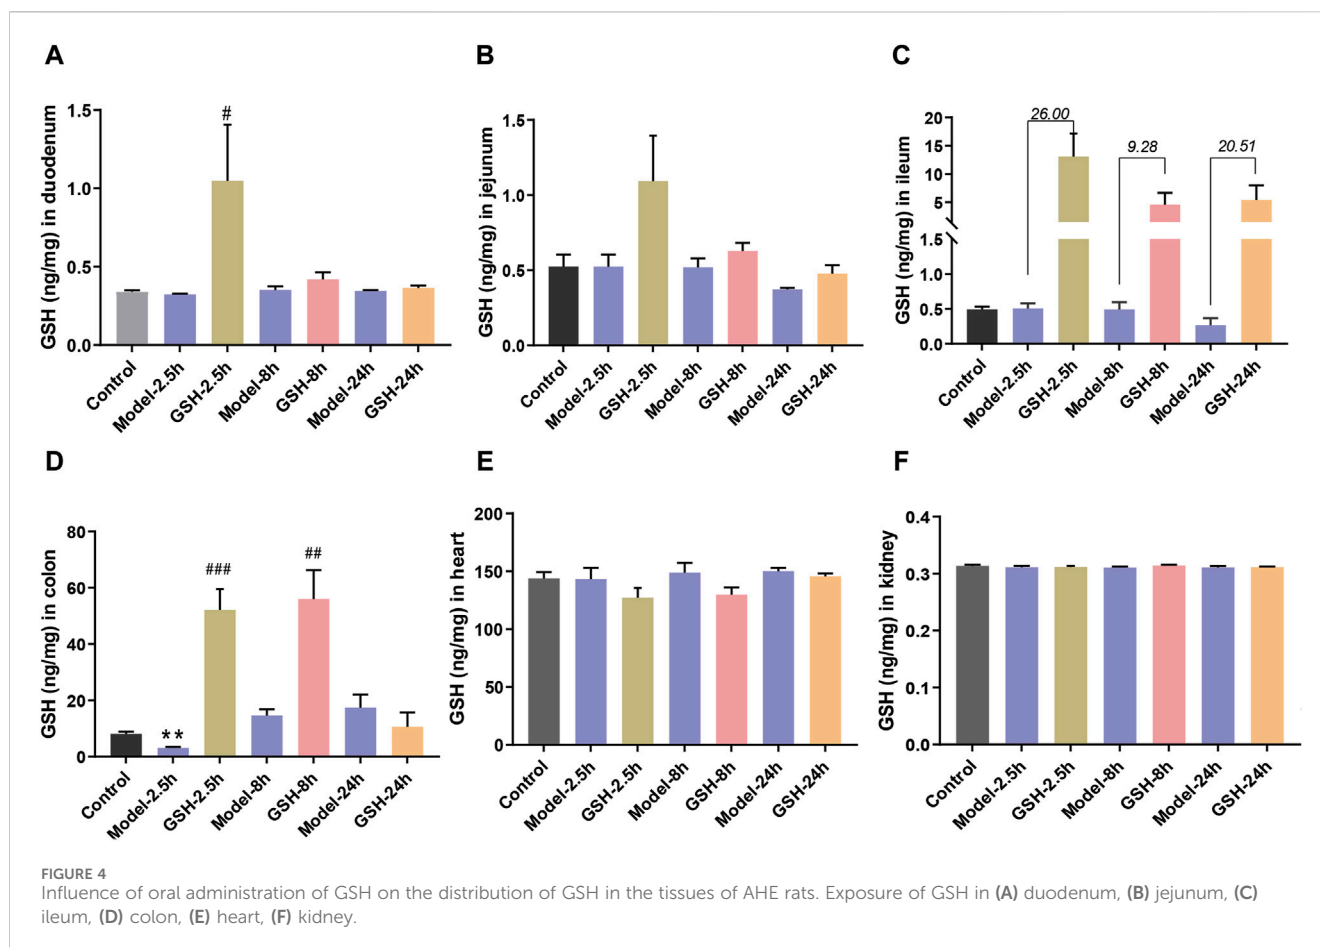 A
GSH (ng/mg) in duodenum
1.5
1.0
0.5
0.0
#
Control
Model-2.5h
GSH-2.5h
Model-8h
GSH-8h
Model-24h
GSH-24h
B
GSH (ng/mg) in jejunum
1.5
1.0
0.5
0.0
Control
Model-2.5h
GSH-2.5h
Model-8h
GSH-8h
Model-24h
GSH-24h
C
GSH (ng/mg) in ileum
20
15
10
5
1.5
1.0
0.5
0.0
26.00
9.28
20.51
Control
Model-2.5h
GSH-2.5h
Model-8h
GSH-8h
Model-24h
GSH-24h
D
GSH (ng/mg) in colon
80
60
40
20
0
**
###
##
Control
Model-2.5h
GSH-2.5h
Model-8h
GSH-8h
Model-24h
GSH-24h
E
GSH (ng/mg) in heart
200
150
100
50
0
Control
Model-2.5h
GSH-2.5h
Model-8h
GSH-8h
Model-24h
GSH-24h
F
GSH (ng/mg) in kidney
0.4
0.3
0.2
0.1
0.0
Control
Model-2.5h
GSH-2.5h
Model-8h
GSH-8h
Model-24h
GSH-24h
FIGURE 4
Influence of oral administration of GSH on the distribution of GSH in the tissues of AHE rats. Exposure of GSH in (A) duodenum, (B) jejunum, (C)
ileum, (D) colon, (E) heart, (F) kidney.